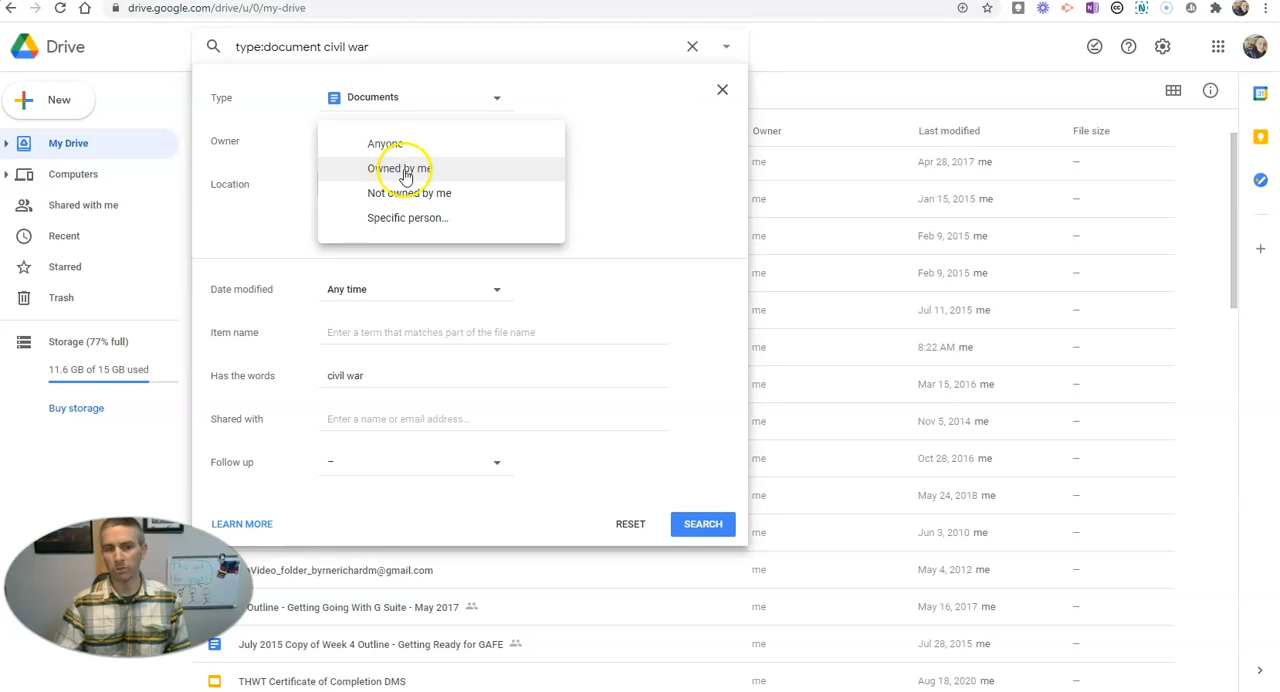 drive.google.com/drive/u/0/my-drive
Drive
type:document civil war
New
My Drive
Computers
Shared with me
Recent
Starred
Trash
Storage (77% full)
11.6 GB of 15 GB used
Buy storage
Type
Documents
Owner
Anyone
Owned by me
Not owned by me
Specific person...
Location
Date modified
Any time
Item name
Enter a term that matches part of the file name
Has the words
civil war
Shared with
Enter a name or email address...
Follow up
–
LEARN MORE
RESET
SEARCH
Owner Last modified File size
me Apr 28, 2017 me —
me Jan 15, 2015 me —
me Feb 9, 2015 me —
me Feb 9, 2015 me —
me Jul 11, 2015 me —
me 8:22 AM me —
me Mar 15, 2016 me —
me Nov 5, 2014 me —
me Oct 28, 2016 me —
me May 24, 2018 me —
me Jun 3, 2010 me —
eVideo_folder_byrnerichardm@gmail.com me May 4, 2012 me —
Outline - Getting Going With G Suite - May 2017 me May 16, 2017 me —
July 2015 Copy of Week 4 Outline - Getting Ready for GAFE me Jul 28, 2015 me —
THWT Certificate of Completion DMS me Aug 18, 2020 me —